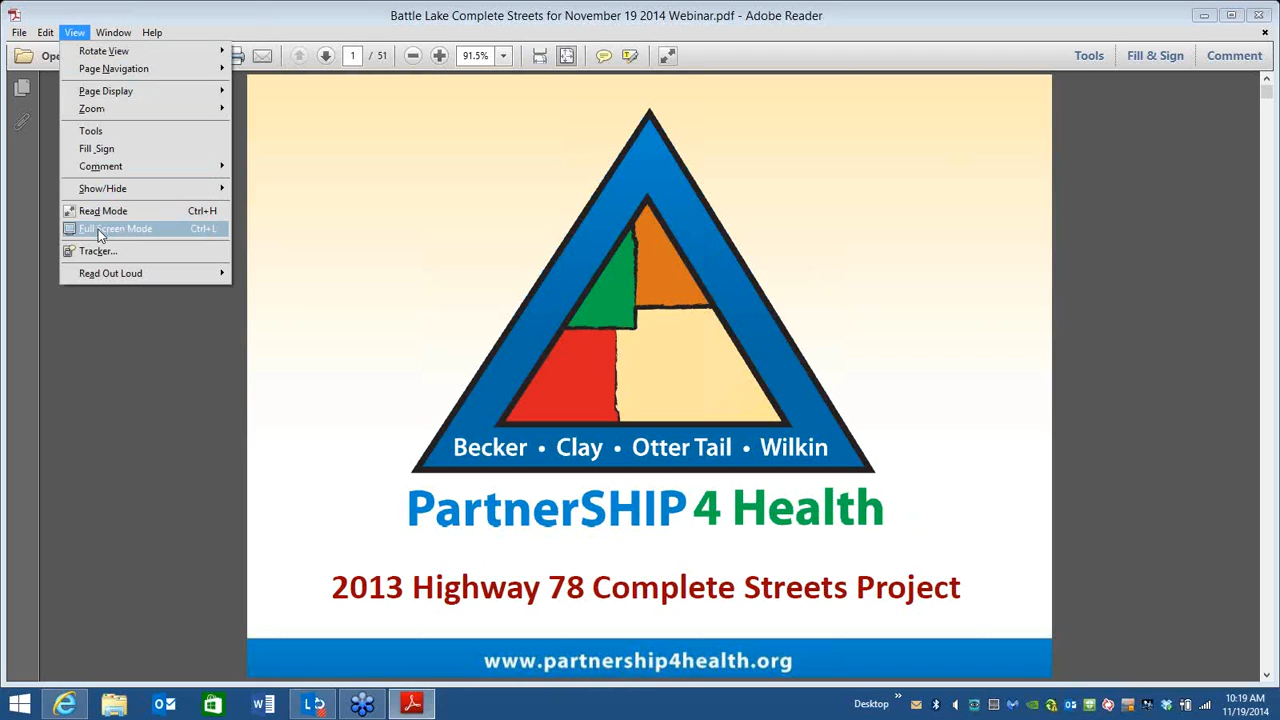 Battle Lake Complete Streets for November 19 2014 Webinar.pdf - Adobe Reader
File Edit View Window Help
Ope 1 / 51 91.5% Tools Fill & Sign Comment
Rotate View
Page Navigation
Page Display
Zoom
Tools
Fill Sign
Comment
Show/Hide
Read Mode Ctrl+H
Full Screen Mode Ctrl+L
Tracker...
Read Out Loud
Becker • Clay • Otter Tail • Wilkin
PartnerSHIP 4 Health
2013 Highway 78 Complete Streets Project
www.partnership4health.org
Desktop
10:19 AM
11/19/2014